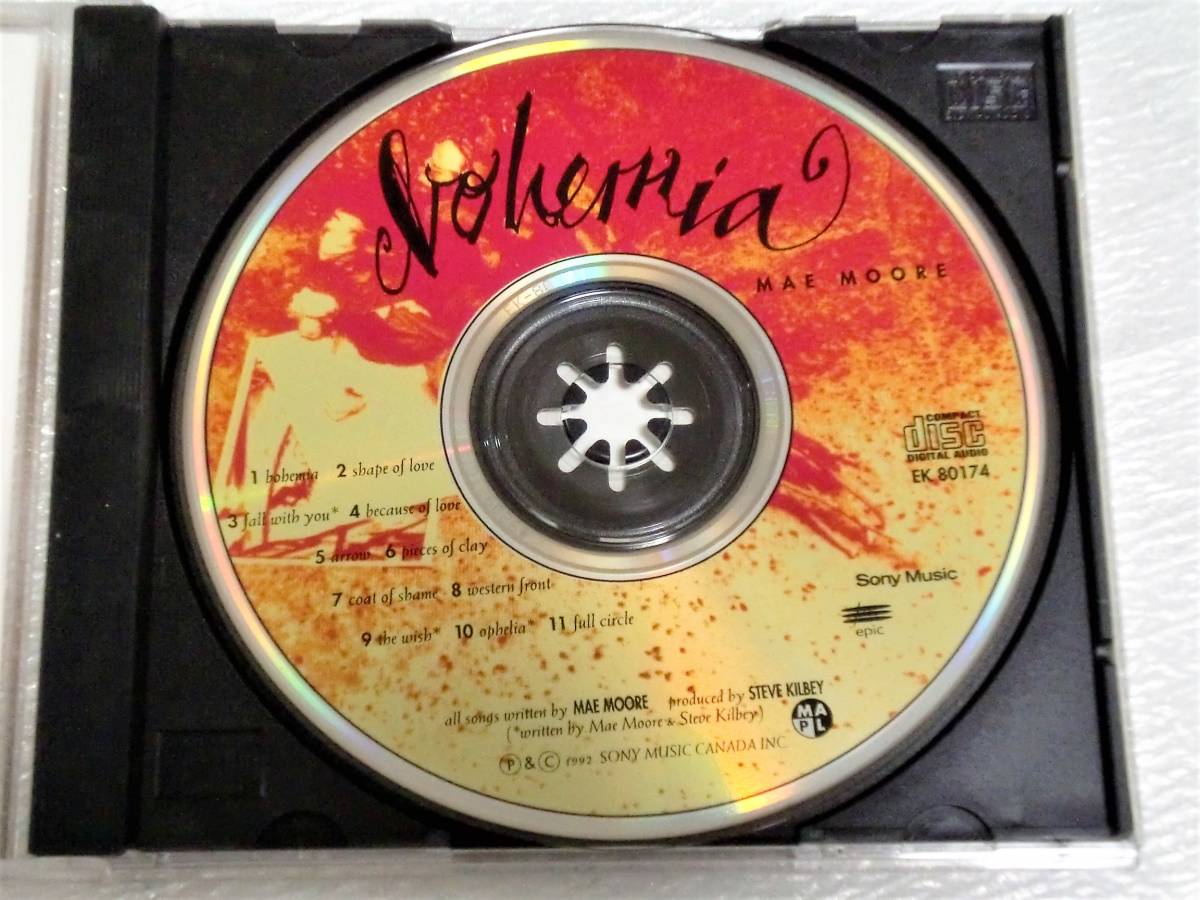 Bohemia
MAE MOORE
COMPACT
disc
DIGITAL AUDIO
EK 80174
1 bohemia 2 shape of love
3 fall with you* 4 because of love
5 arrow 6 pieces of clay
7 coat of shame 8 western front
9 the wish* 10 ophelia* 11 full circle
Sony Music
epic
all songs written by MAE MOORE produced by STEVE KILBEY
(*written by Mae Moore & Steve Kilbey)
MAPL
Ⓟ & © 1992 SONY MUSIC CANADA INC.